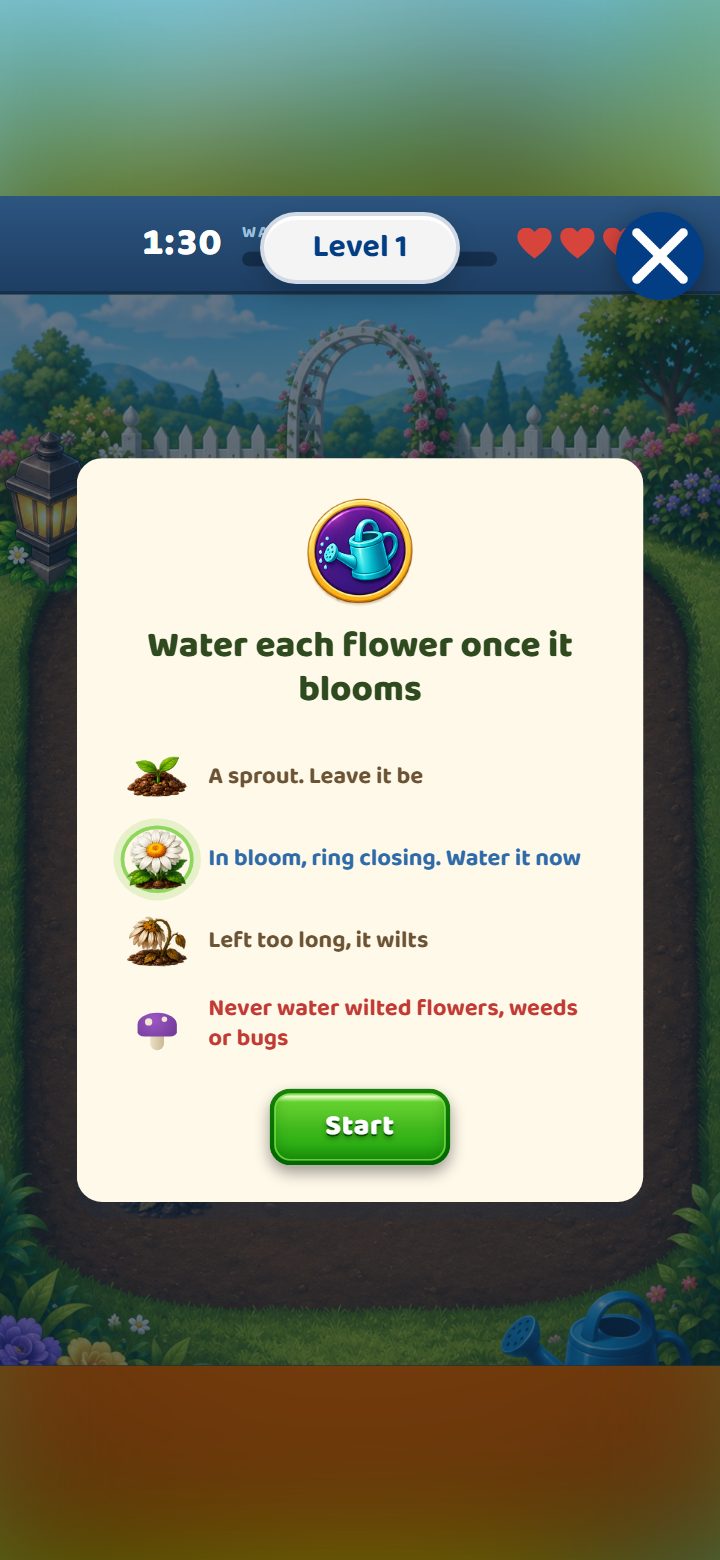 1:30
Level 1
Water each flower once it
blooms
A sprout. Leave it be
In bloom, ring closing. Water it now
Left too long, it wilts
Never water wilted flowers, weeds
or bugs
Start